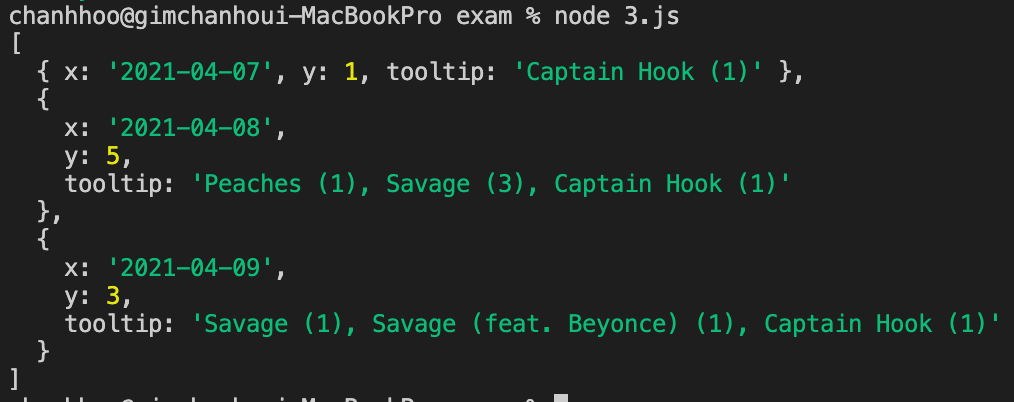 chanhhoo@gimchanhoui-MacBookPro exam % node 3.js
[
  { x: '2021-04-07', y: 1, tooltip: 'Captain Hook (1)' },
  {
    x: '2021-04-08',
    y: 5,
    tooltip: 'Peaches (1), Savage (3), Captain Hook (1)'
  },
  {
    x: '2021-04-09',
    y: 3,
    tooltip: 'Savage (1), Savage (feat. Beyonce) (1), Captain Hook (1)'
  }
]